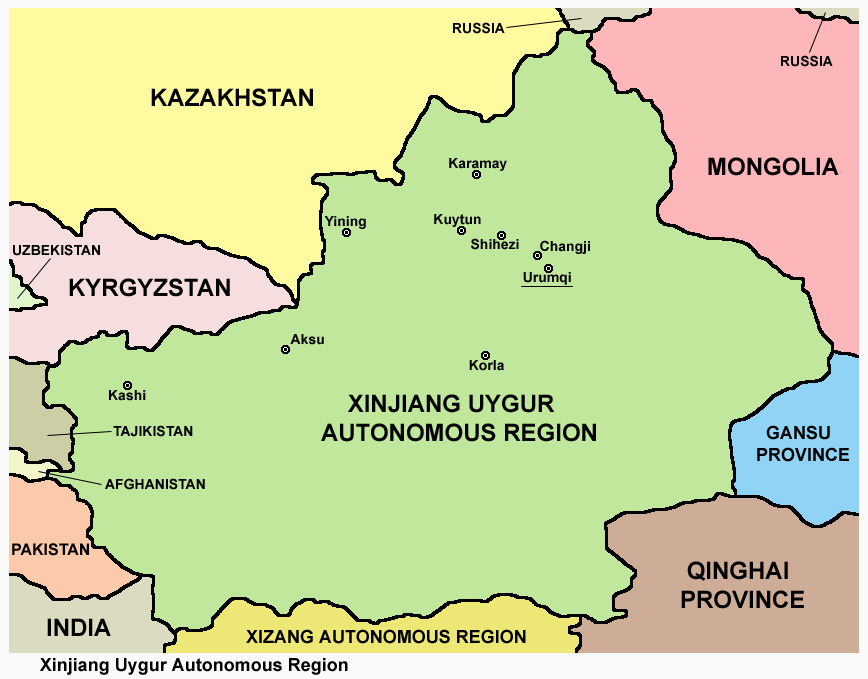 RUSSIA
RUSSIA
KAZAKHSTAN
MONGOLIA
Karamay
Yining
Kuytun
Shihezi
Changji
Urumqi
UZBEKISTAN
KYRGYZSTAN
Aksu
Korla
Kashi
XINJIANG UYGUR
AUTONOMOUS REGION
TAJIKISTAN
GANSU
PROVINCE
AFGHANISTAN
PAKISTAN
QINGHAI
PROVINCE
INDIA
XIZANG AUTONOMOUS REGION
Xinjiang Uygur Autonomous Region